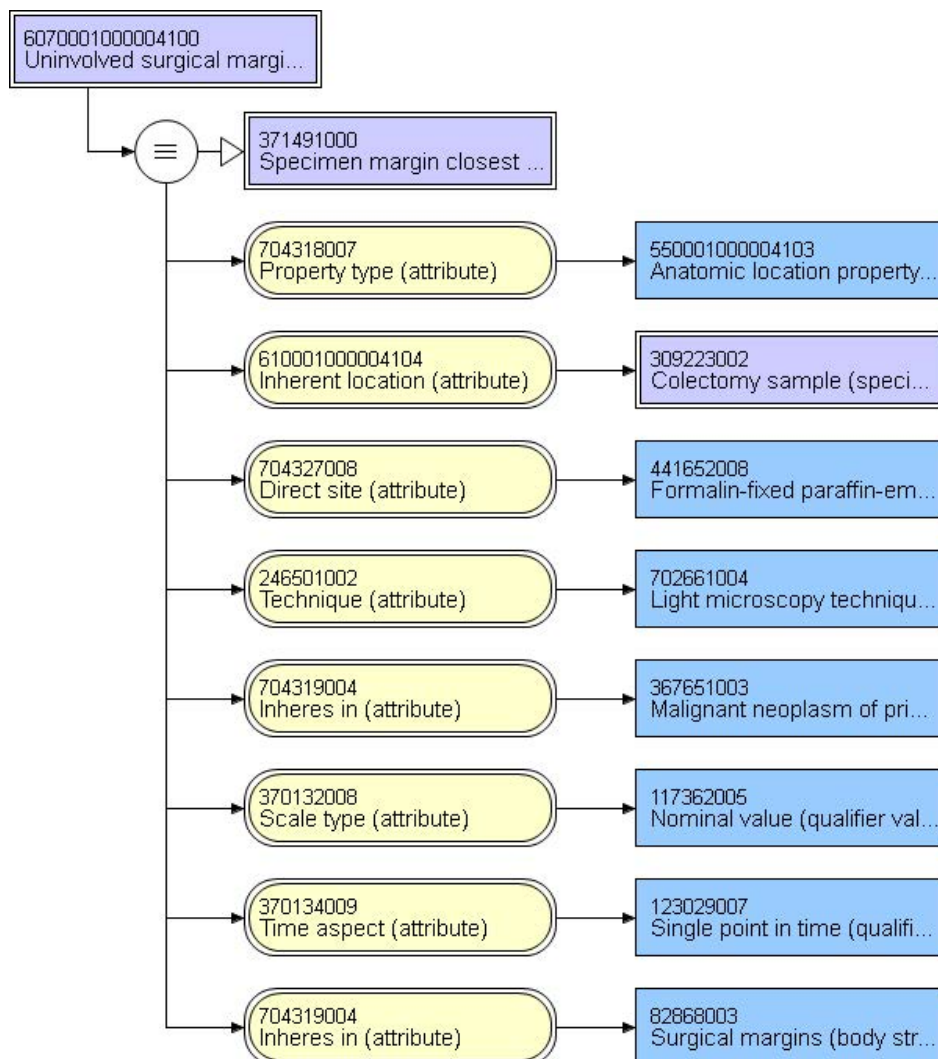 6070001000004100
Uninvolved surgical margi...
371491000
Specimen margin closest ...
704318007
Property type (attribute)
550001000004103
Anatomic location property...
610001000004104
Inherent location (attribute)
309223002
Colectomy sample (speci...
704327008
Direct site (attribute)
441652008
Formalin-fixed paraffin-em...
246501002
Technique (attribute)
702661004
Light microscopy techniqu...
704319004
Inheres in (attribute)
367651003
Malignant neoplasm of pri...
370132008
Scale type (attribute)
117362005
Nominal value (qualifier val...
370134009
Time aspect (attribute)
123029007
Single point in time (qualifi...
704319004
Inheres in (attribute)
82868003
Surgical margins (body str...